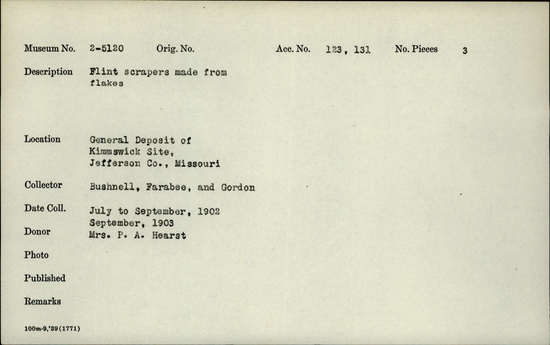 Museum No. 2-5120 Orig. No. Acc. No. 123, 131 No. Pieces 3
Description Flint scrapers made from
flakes
Location General Deposit of
Kimmswick Site,
Jefferson Co., Missouri
Collector Bushnell, Farabee, and Gordon
Date Coll. July to September, 1902
September, 1903
Donor Mrs. P. A. Hearst
Photo
Published
Remarks
100m-9,'39(1771)